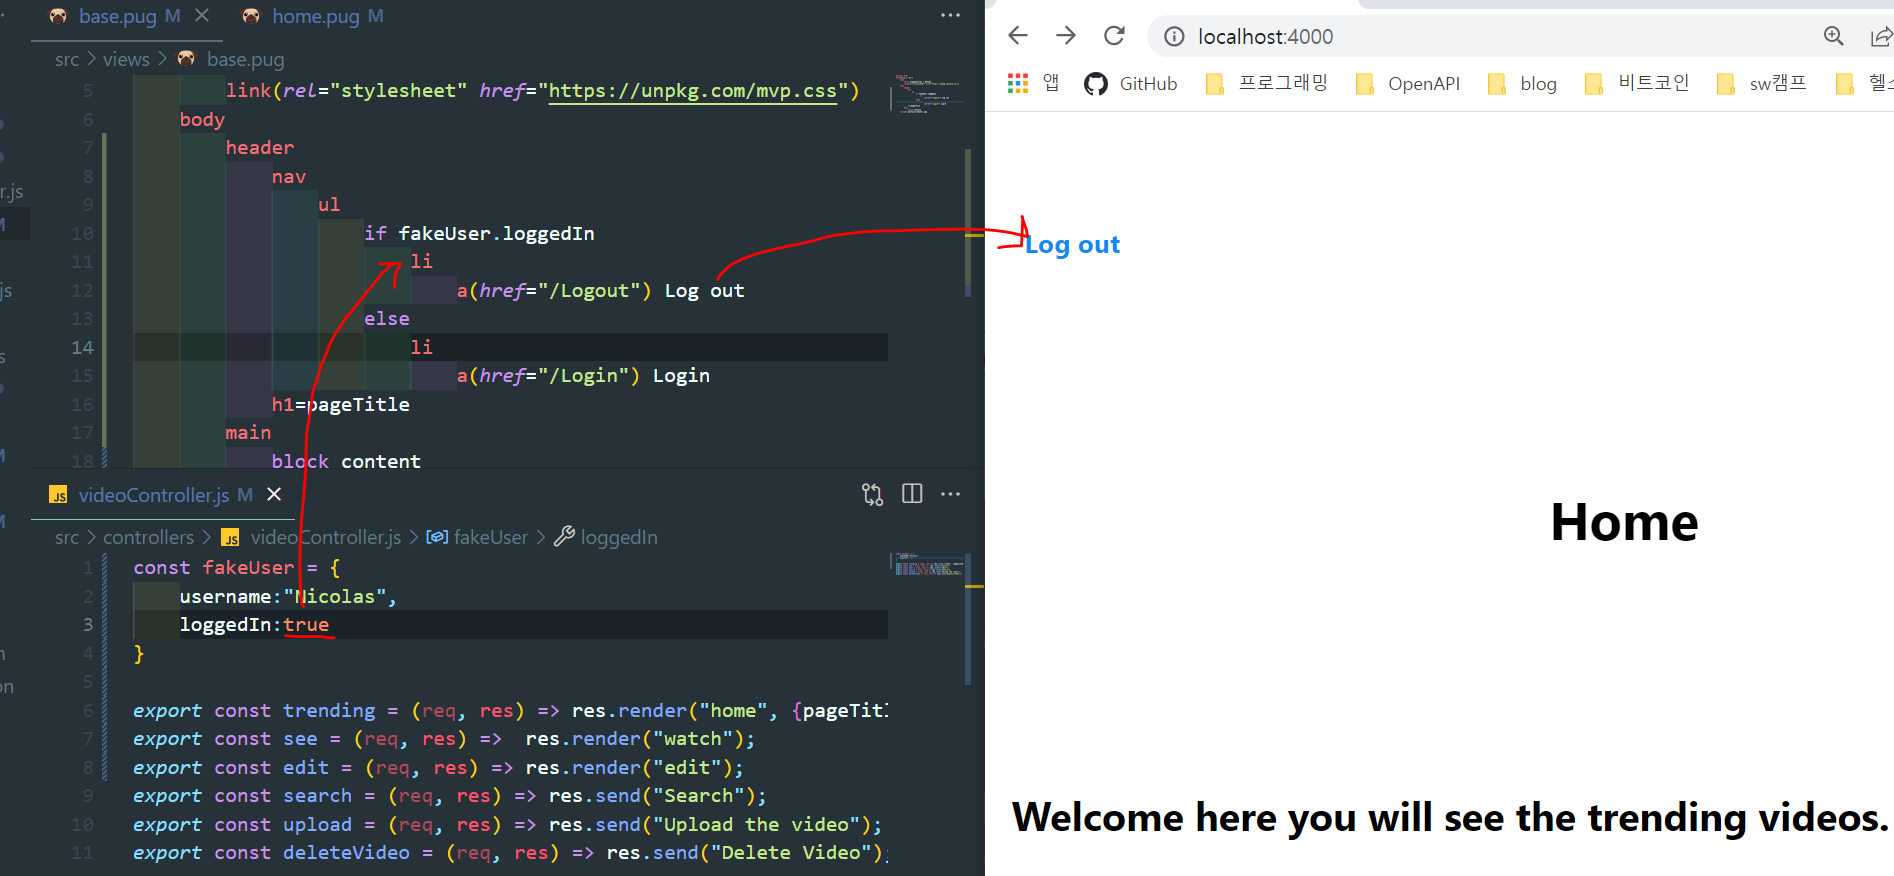 base.pug M
home.pug M
src > views > base.pug
5 link(rel="stylesheet" href="https://unpkg.com/mvp.css")
6 body
7 header
8 nav
9 ul
10 if fakeUser.loggedIn
11 li
12 a(href="/Logout") Log out
13 else
14 li
15 a(href="/Login") Login
16 h1=pageTitle
17 main
18 block content
r.js
M
js
s
M
M
n
on
JS videoController.js M
src > controllers > JS videoController.js > fakeUser > loggedIn
1 const fakeUser = {
2 username:"Nicolas",
3 loggedIn:true
4 }
5
6 export const trending = (req, res) => res.render("home", {pageTitl
7 export const see = (req, res) =>  res.render("watch");
8 export const edit = (req, res) => res.render("edit");
9 export const search = (req, res) => res.send("Search");
10 export const upload = (req, res) => res.send("Upload the video");
11 export const deleteVideo = (req, res) => res.send("Delete Video");
localhost:4000
앱 GitHub 프로그래밍 OpenAPI blog 비트코인 sw캠프 헬스
Log out
Home
Welcome here you will see the trending videos.